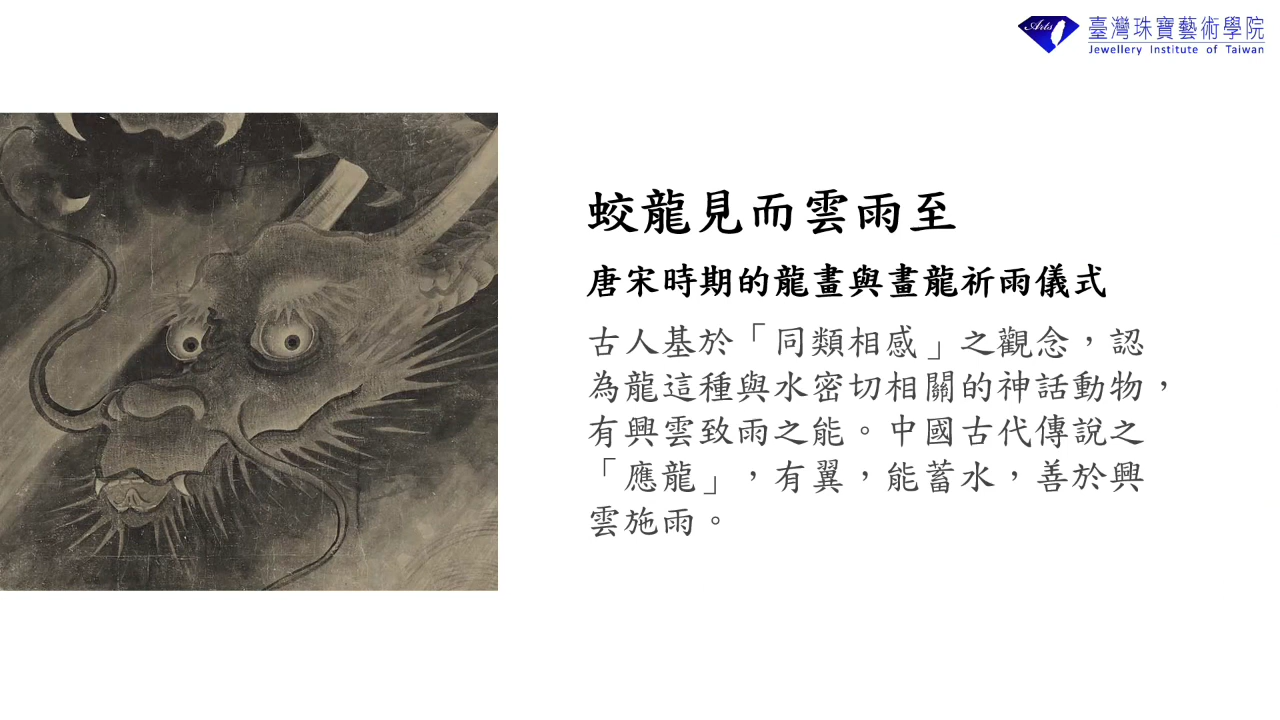 Arts
臺灣珠寶藝術學院
Jewellery Institute of Taiwan
蛟龍見而雲雨至
唐宋時期的龍畫與畫龍祈雨儀式
古人基於「同類相感」之觀念，認
為龍這種與水密切相關的神話動物，
有興雲致雨之能。中國古代傳說之
「應龍」，有翼，能蓄水，善於興
雲施雨。